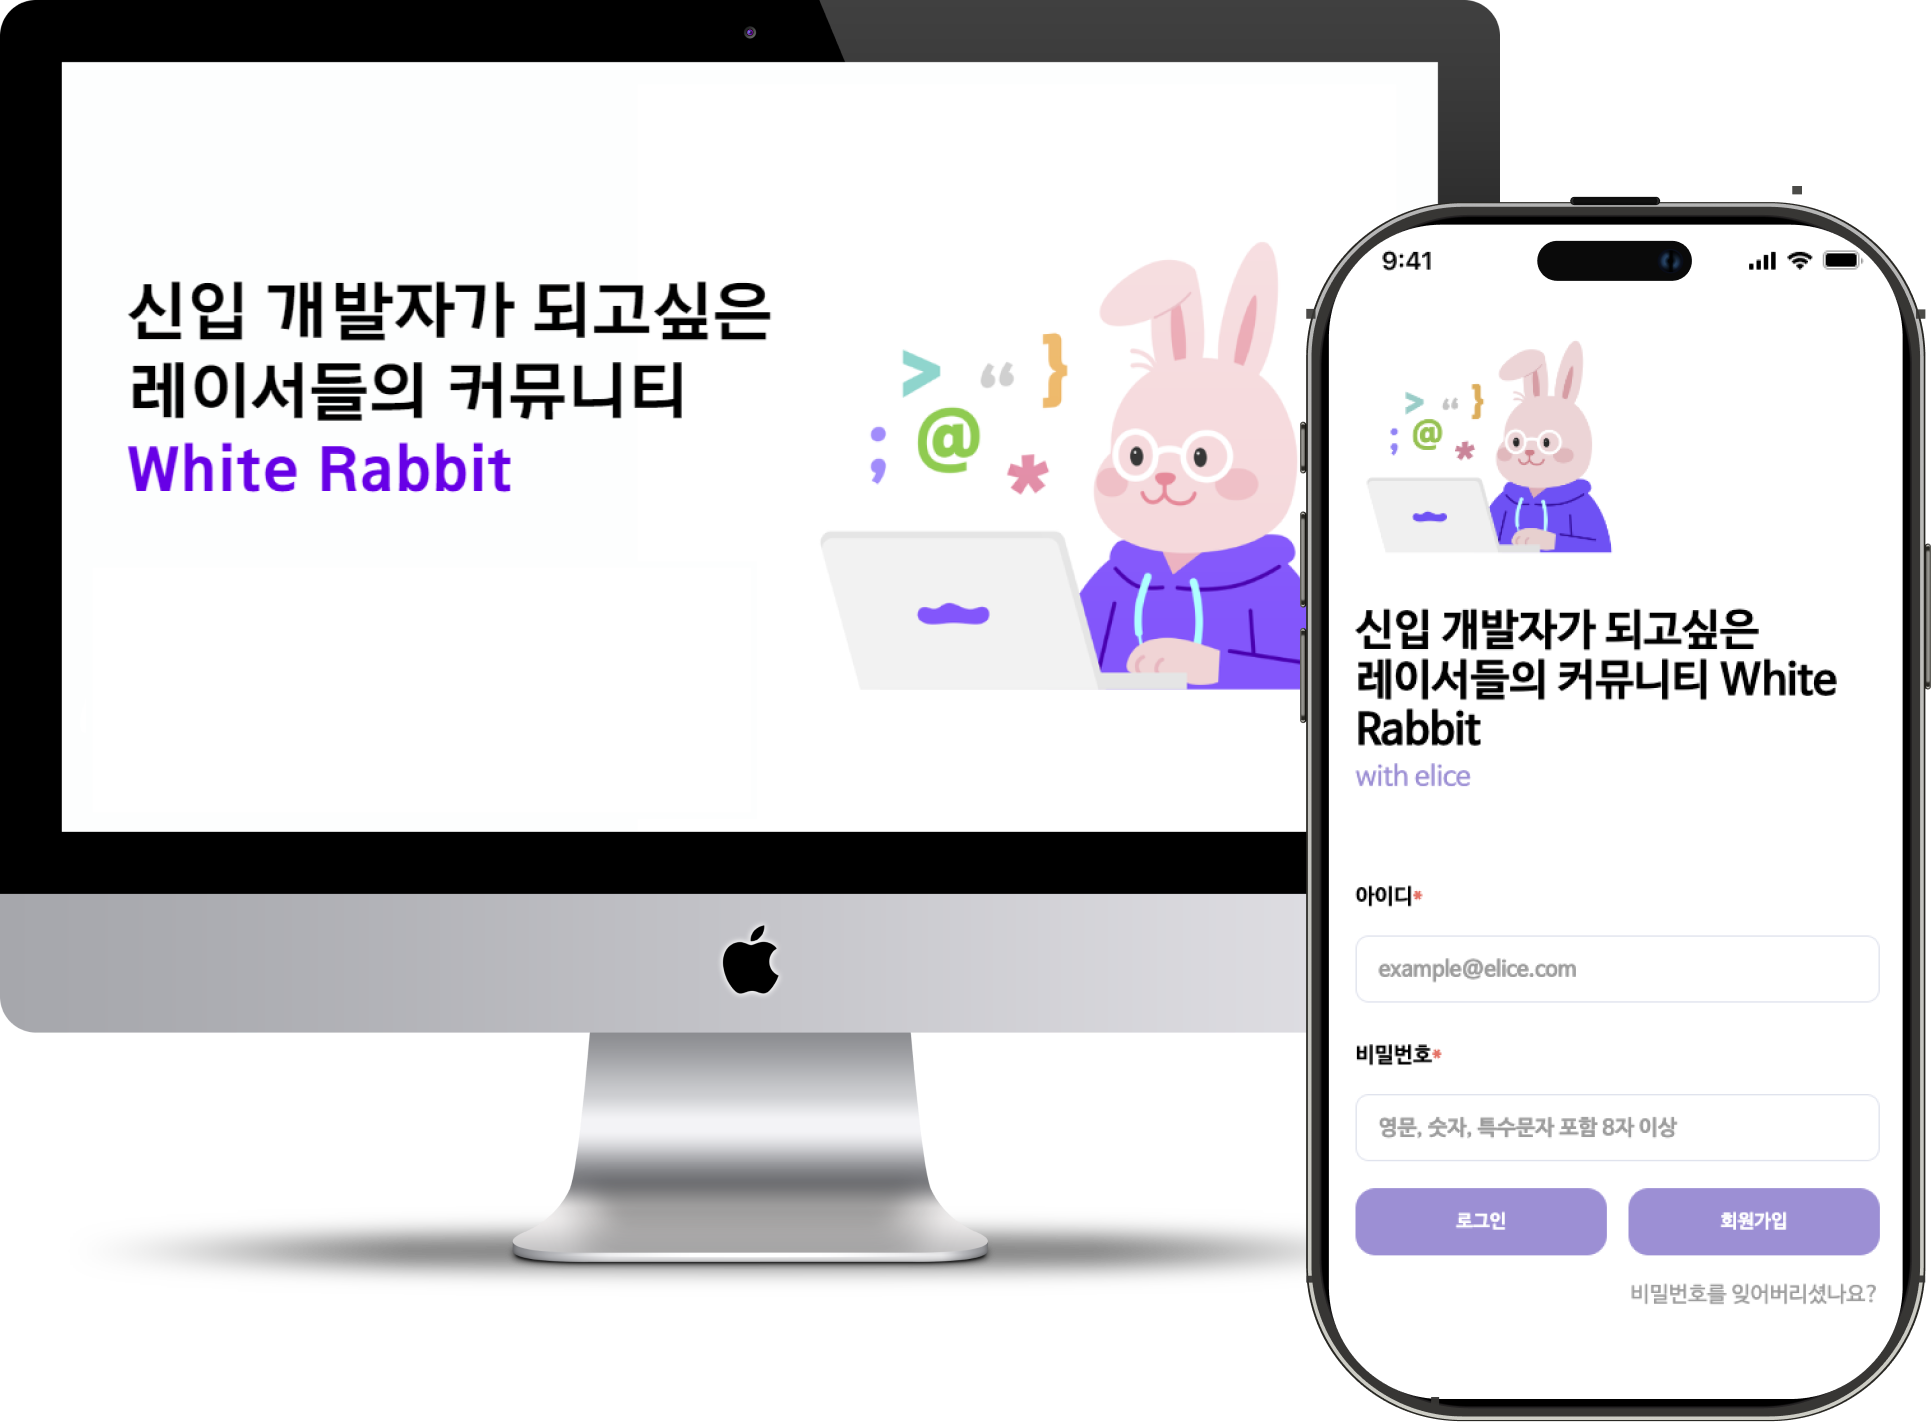 신입 개발자가 되고싶은
레이서들의 커뮤니티
White Rabbit
> “ }
; @ *
9:41
> “ }
; @ *
신입 개발자가 되고싶은
레이서들의 커뮤니티 White
Rabbit
with elice
아이디*
example@elice.com
비밀번호*
영문, 숫자, 특수문자 포함 8자 이상
로그인 회원가입
비밀번호를 잊어버리셨나요?